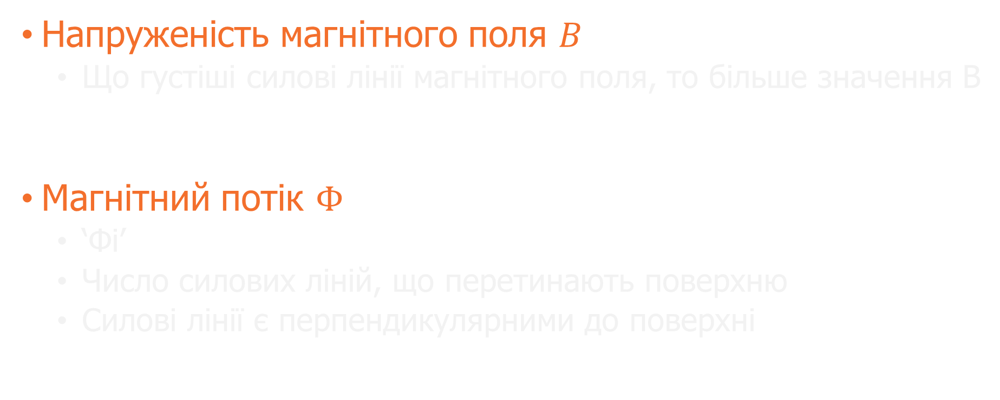 • Напруженість магнітного поля B
• Що густіші силові лінії магнітного поля, то більше значення B
• Магнітний потік Φ
• ‘Фі’
• Число силових ліній, що перетинають поверхню
• Силові лінії є перпендикулярними до поверхні